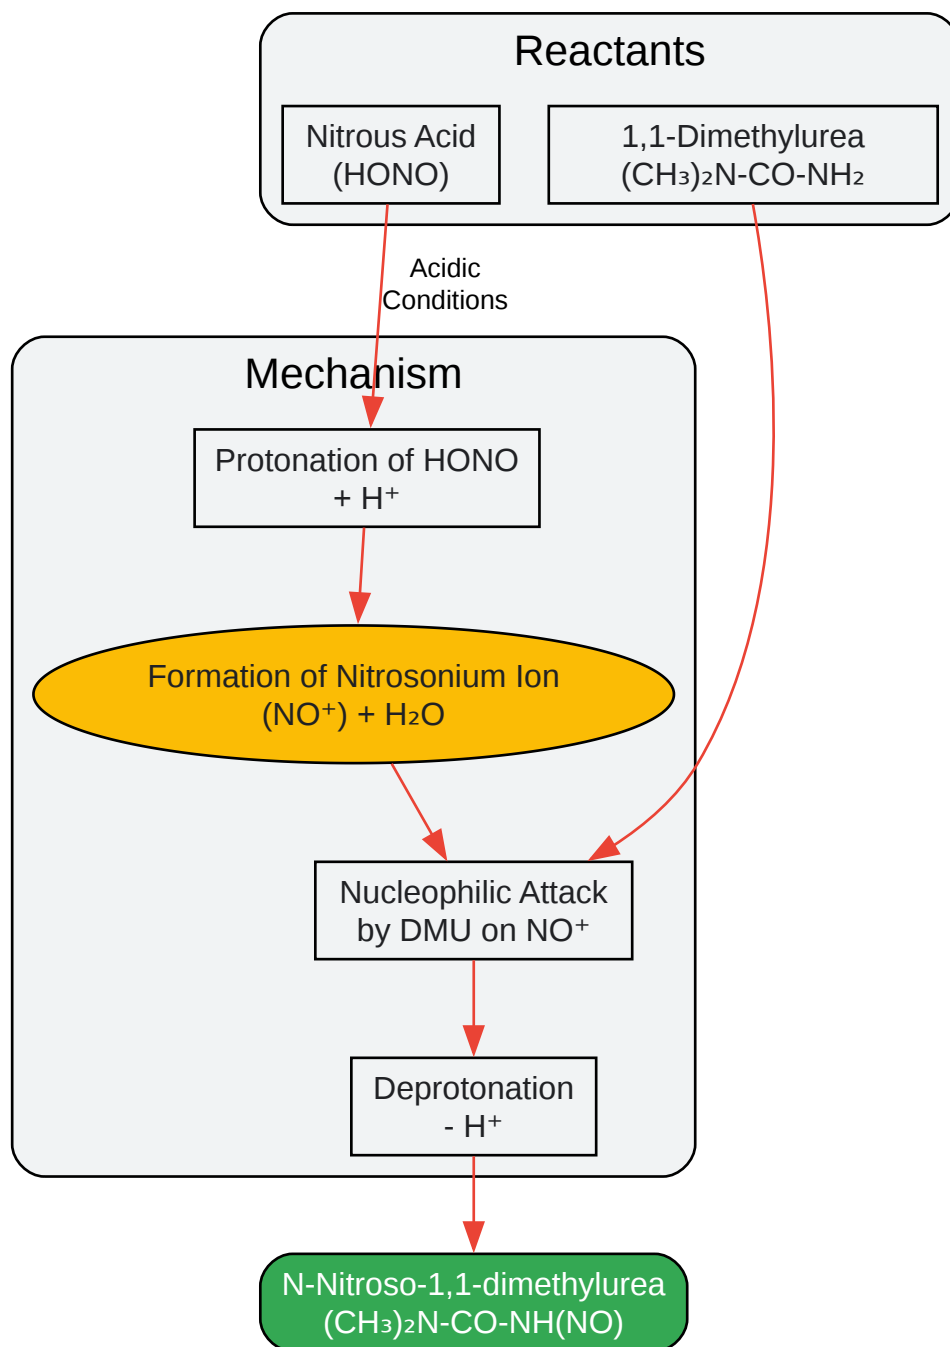 Reactants
Nitrous Acid
(HONO)
1,1-Dimethylurea
(CH₃)₂N-CO-NH₂
Acidic
Conditions
Mechanism
Protonation of HONO
+ H⁺
Formation of Nitrosonium Ion
(NO⁺) + H₂O
Nucleophilic Attack
by DMU on NO⁺
Deprotonation
- H⁺
N-Nitroso-1,1-dimethylurea
(CH₃)₂N-CO-NH(NO)